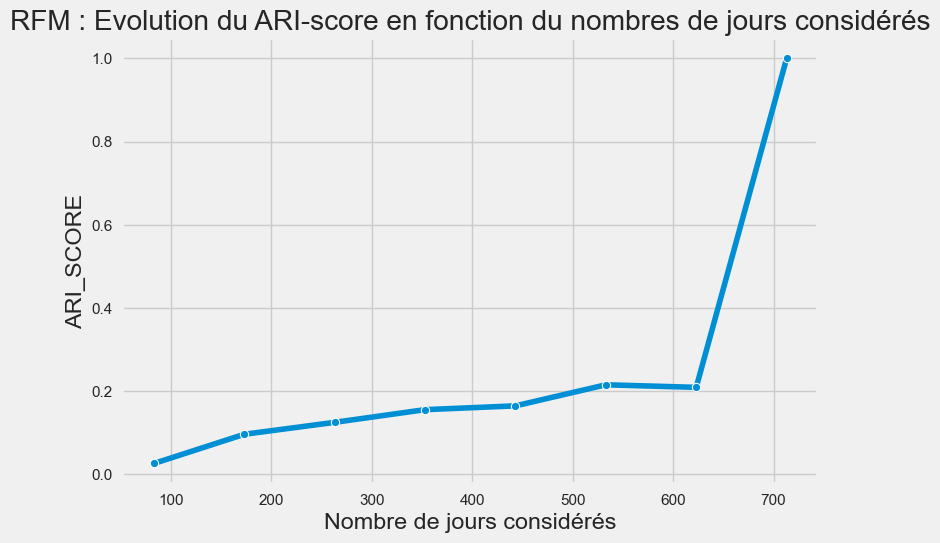 RFM : Evolution du ARI-score en fonction du nombres de jours considérés
1.0
0.8
0.6
0.4
0.2
0.0
ARI_SCORE
100 200 300 400 500 600 700
Nombre de jours considérés